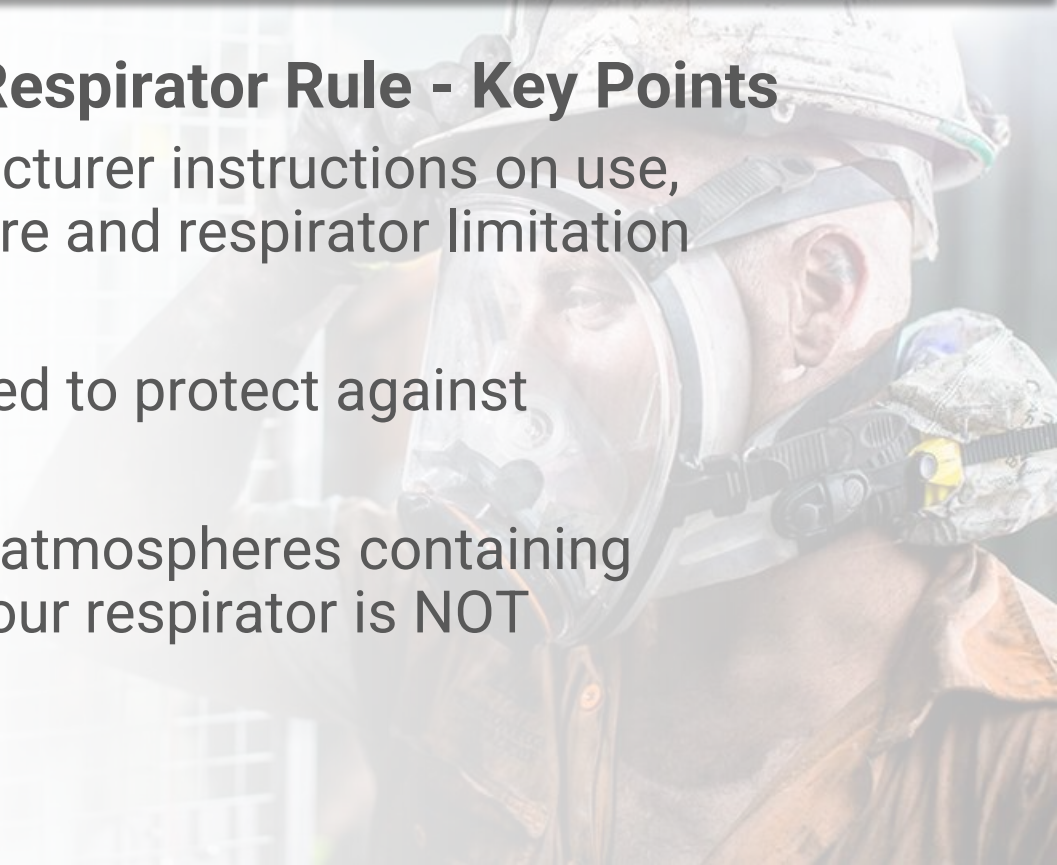 Respirator Rule - Key Points
cturer instructions on use,
re and respirator limitation
ed to protect against
atmospheres containing
our respirator is NOT